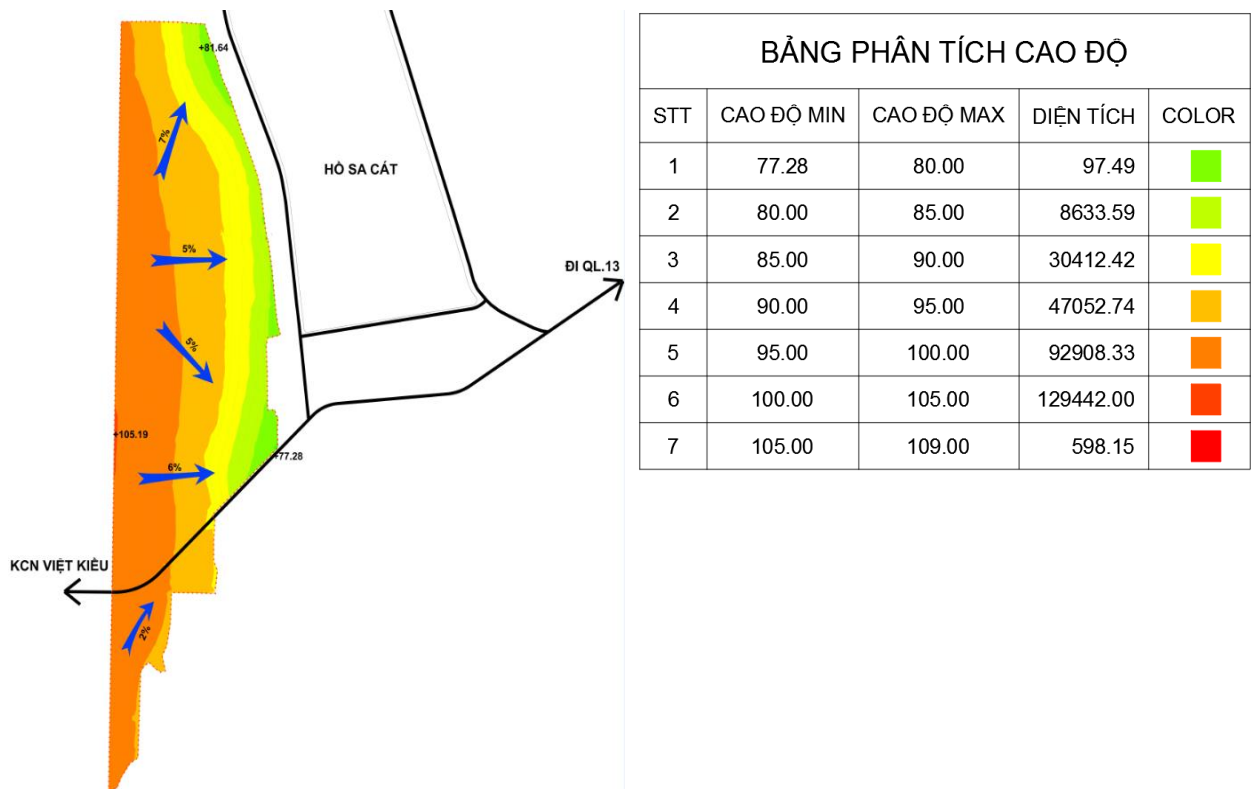 +81.64
7%
HỒ SA CÁT
5%
ĐI QL.13
5%
+105.19
+77.28
6%
KCN VIỆT KIỀU
2%
BẢNG PHÂN TÍCH CAO ĐỘ
STT CAO ĐỘ MIN CAO ĐỘ MAX DIỆN TÍCH COLOR
1 77.28 80.00 97.49
2 80.00 85.00 8633.59
3 85.00 90.00 30412.42
4 90.00 95.00 47052.74
5 95.00 100.00 92908.33
6 100.00 105.00 129442.00
7 105.00 109.00 598.15